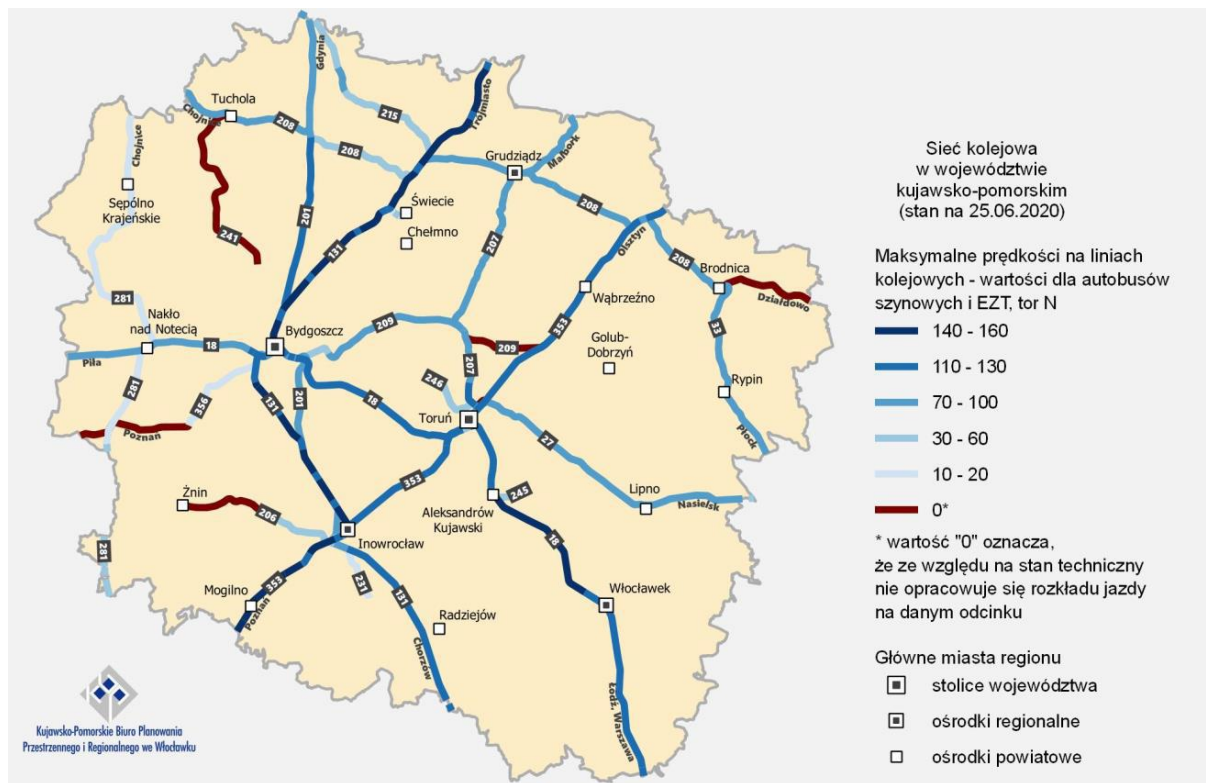 Gdynia
Trójmiasto
Tuchola
Chojnice
215
208
208
Chojnice
Grudziądz
Malbork
Sępólno
Krajeńskie
Świecie
Chełmno
201
241
131
207
208
Olsztyn
208
Brodnica
Działdowo
281
Nakło
nad Notecią
Wąbrzeźno
Bydgoszcz
209
353
Golub-
Dobrzyń
33
Piła
18
209
207
Rypin
281
356
201
246
Poznań
131
18
Toruń
Płock
27
Żnin
353
245
Lipno
Nasielsk
206
Aleksandrów
Kujawski
Inowrocław
18
281
Mogilno
353
231
Włocławek
Poznań
131
Radziejów
Chorzów
Łódź, Warszawa
Kujawsko-Pomorskie Biuro Planowania
Przestrzennego i Regionalnego we Włocławku
Sieć kolejowa
w województwie
kujawsko-pomorskim
(stan na 25.06.2020)
Maksymalne prędkości na liniach
kolejowych - wartości dla autobusów
szynowych i EZT, tor N
140 - 160
110 - 130
70 - 100
30 - 60
10 - 20
0*
* wartość "0" oznacza,
że ze względu na stan techniczny
nie opracowuje się rozkładu jazdy
na danym odcinku
Główne miasta regionu
stolice województwa
ośrodki regionalne
ośrodki powiatowe